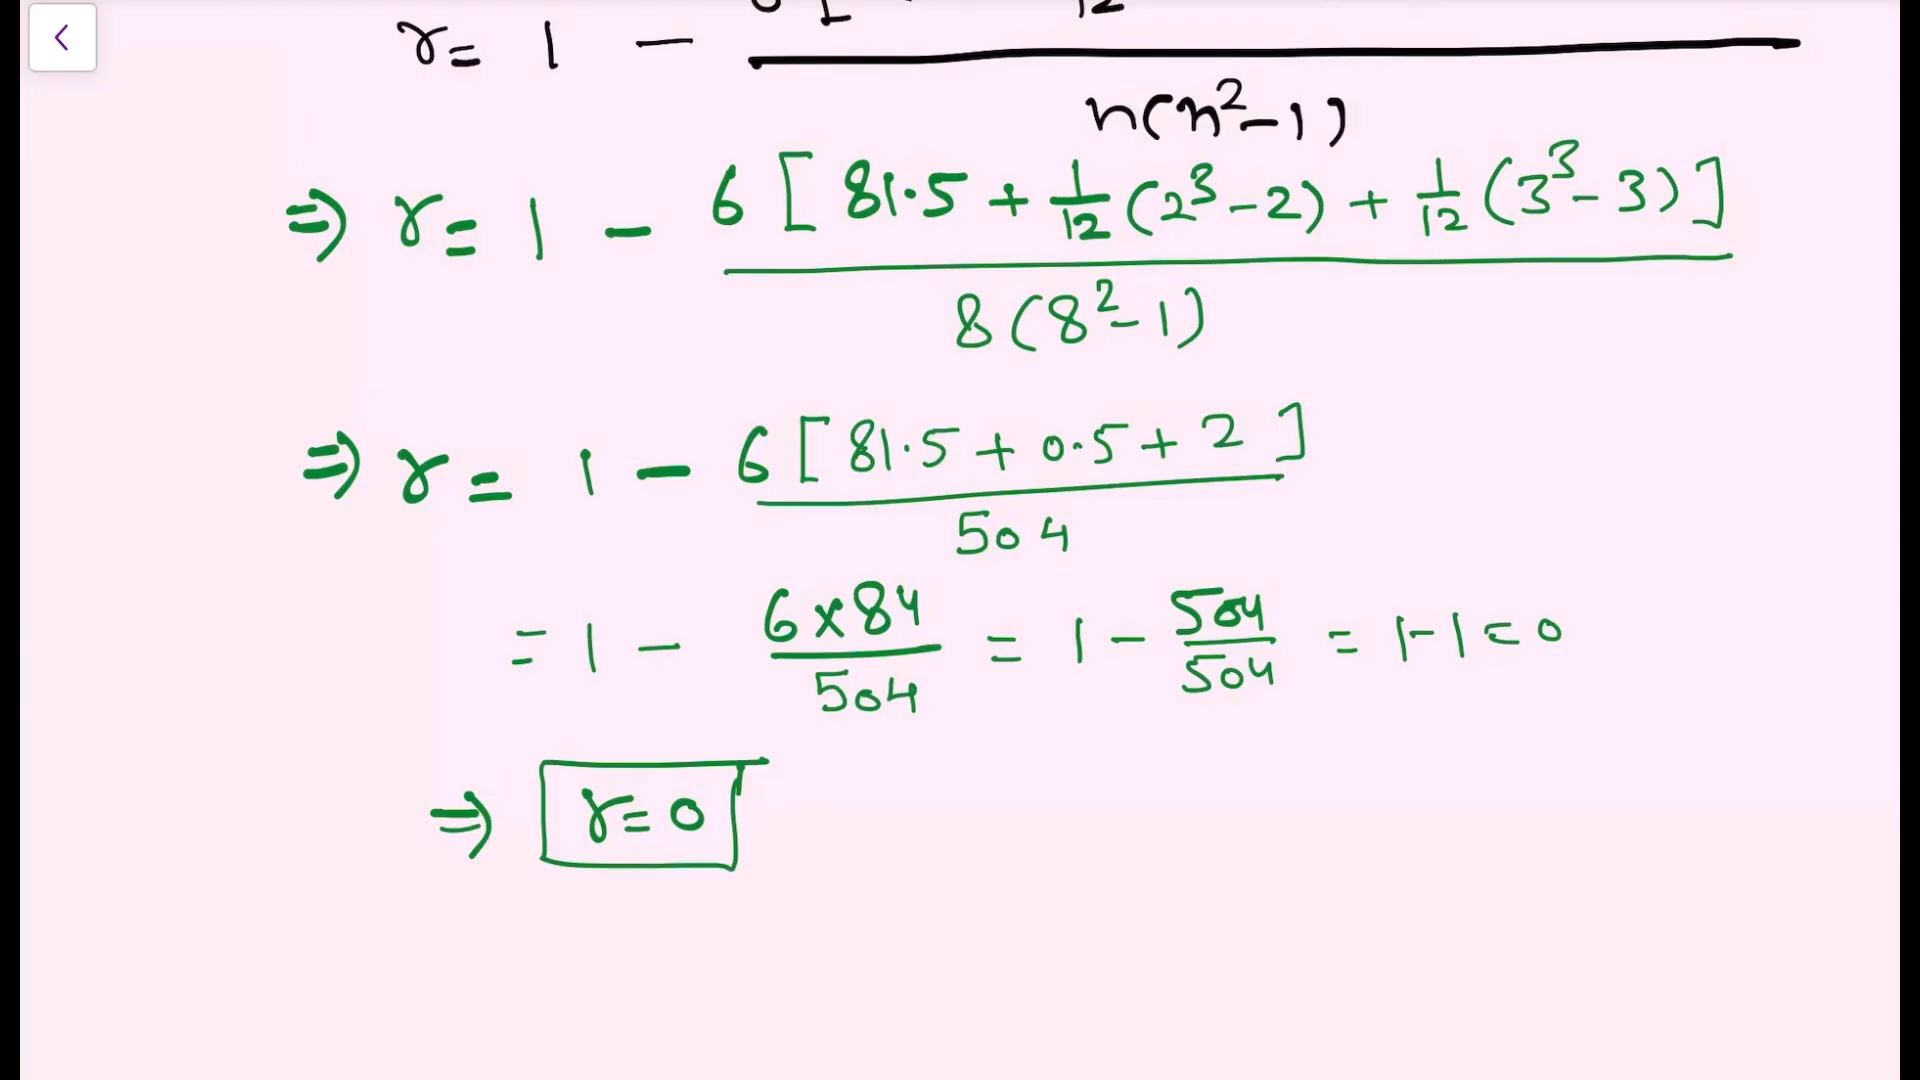 r = 1 - 12
n(n²-1)
⇒ r = 1 - 6 [ 81.5 + 1/12 (2³-2) + 1/12 (3³-3) ]
8(8²-1)
⇒ r = 1 - 6 [ 81.5 + 0.5 + 2 ]
504
= 1 - 6×84/504 = 1 - 504/504 = 1-1 = 0
⇒ r = 0